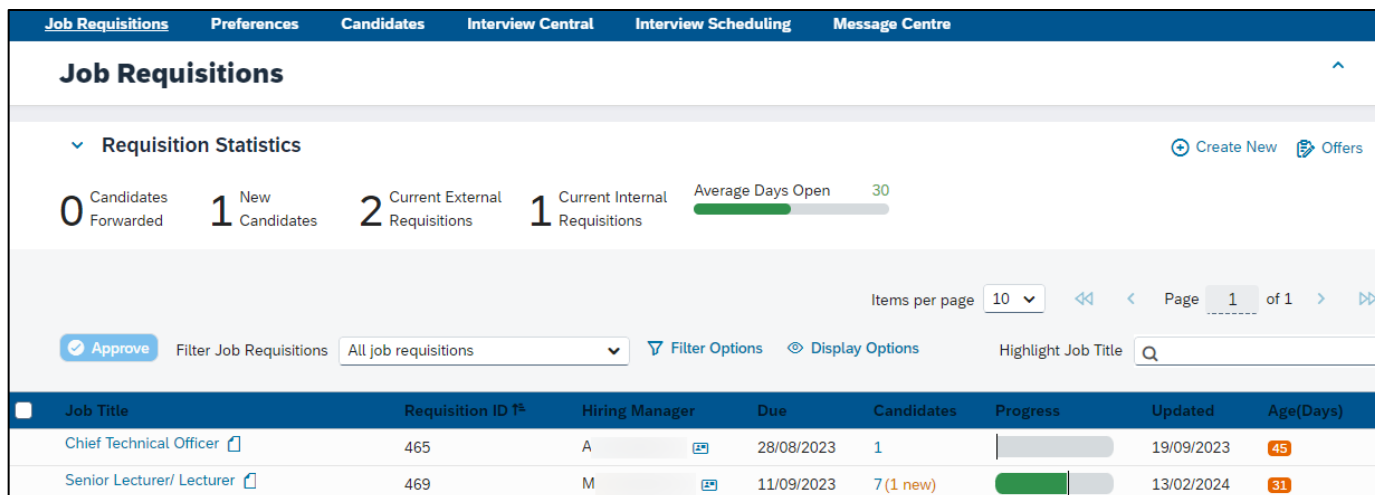 Job Requisitions Preferences Candidates Interview Central Interview Scheduling Message Centre
Job Requisitions
Requisition Statistics
Create New Offers
0 Candidates Forwarded
1 New Candidates
2 Current External Requisitions
1 Current Internal Requisitions
Average Days Open 30
Items per page 10 Page 1 of 1
Approve Filter Job Requisitions All job requisitions Filter Options Display Options Highlight Job Title
Job Title Requisition ID Hiring Manager Due Candidates Progress Updated Age(Days)
Chief Technical Officer 465 A 28/08/2023 1 19/09/2023 45
Senior Lecturer/ Lecturer 469 M 11/09/2023 7 (1 new) 13/02/2024 31